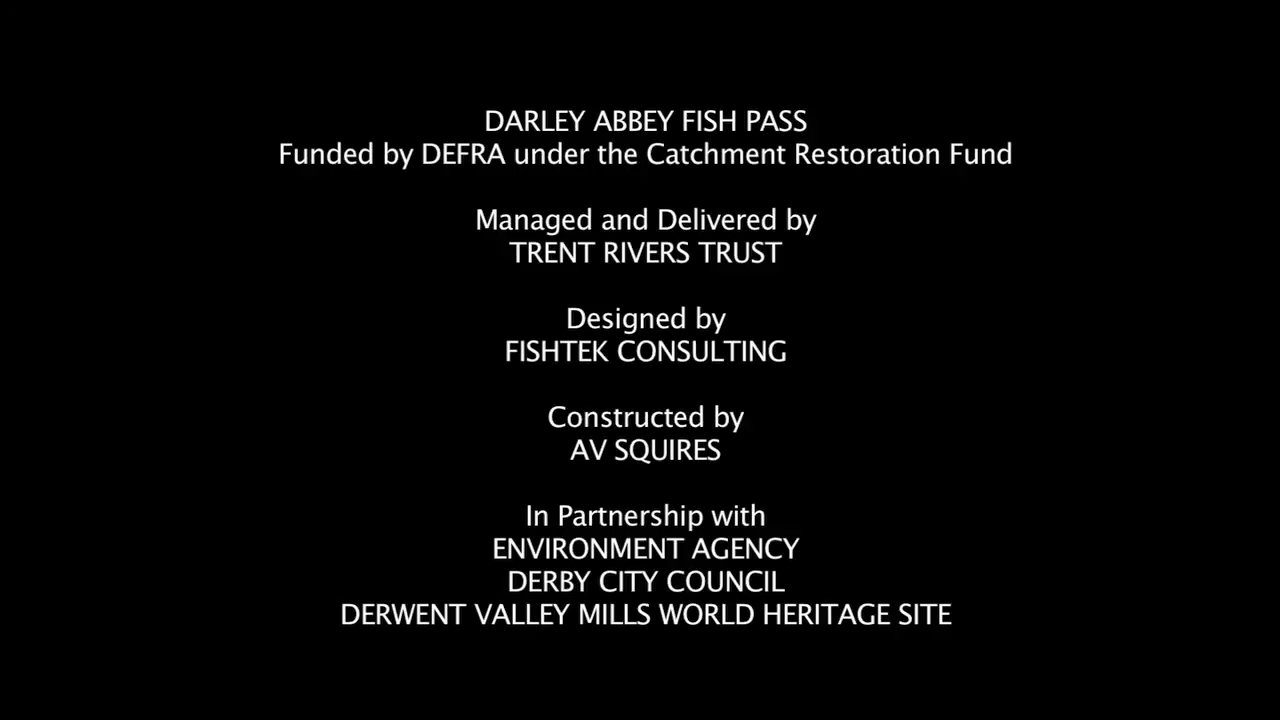 DARLEY ABBEY FISH PASS
Funded by DEFRA under the Catchment Restoration Fund
Managed and Delivered by
TRENT RIVERS TRUST
Designed by
FISHTEK CONSULTING
Constructed by
AV SQUIRES
In Partnership with
ENVIRONMENT AGENCY
DERBY CITY COUNCIL
DERWENT VALLEY MILLS WORLD HERITAGE SITE